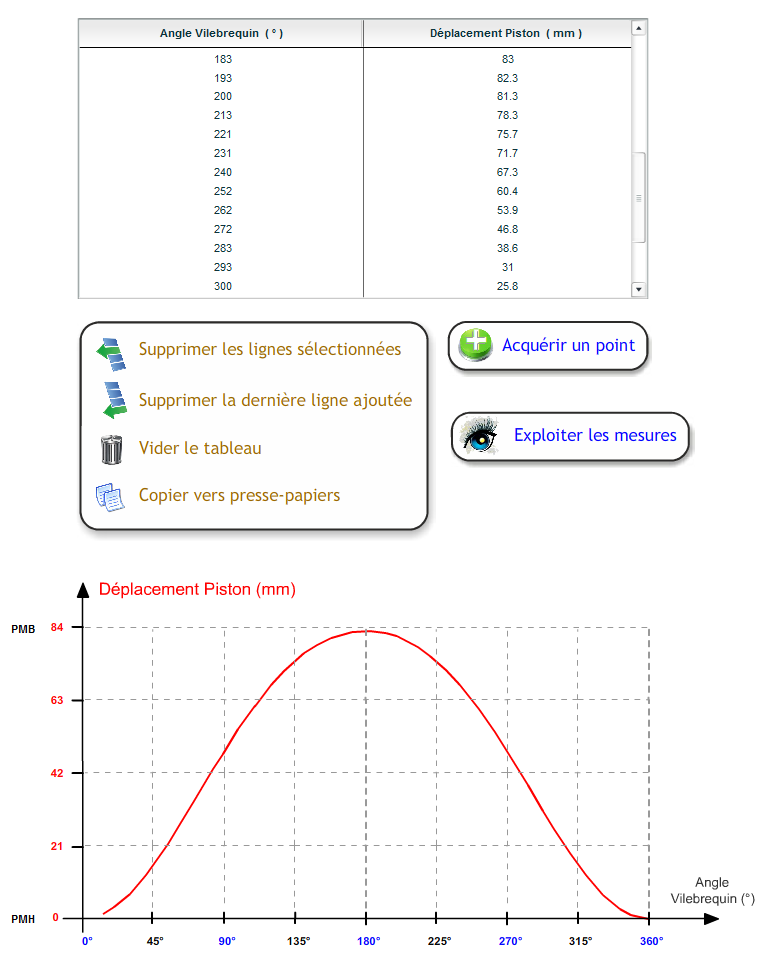 Angle Vilebrequin ( ° ) Déplacement Piston ( mm )
183 83
193 82.3
200 81.3
213 78.3
221 75.7
231 71.7
240 67.3
252 60.4
262 53.9
272 46.8
283 38.6
293 31
300 25.8
Supprimer les lignes sélectionnées
Supprimer la dernière ligne ajoutée
Vider le tableau
Copier vers presse-papiers
Acquérir un point
Exploiter les mesures
Déplacement Piston (mm)
PMB 84
63
42
21
PMH 0
Angle
Vilebrequin (°)
0° 45° 90° 135° 180° 225° 270° 315° 360°